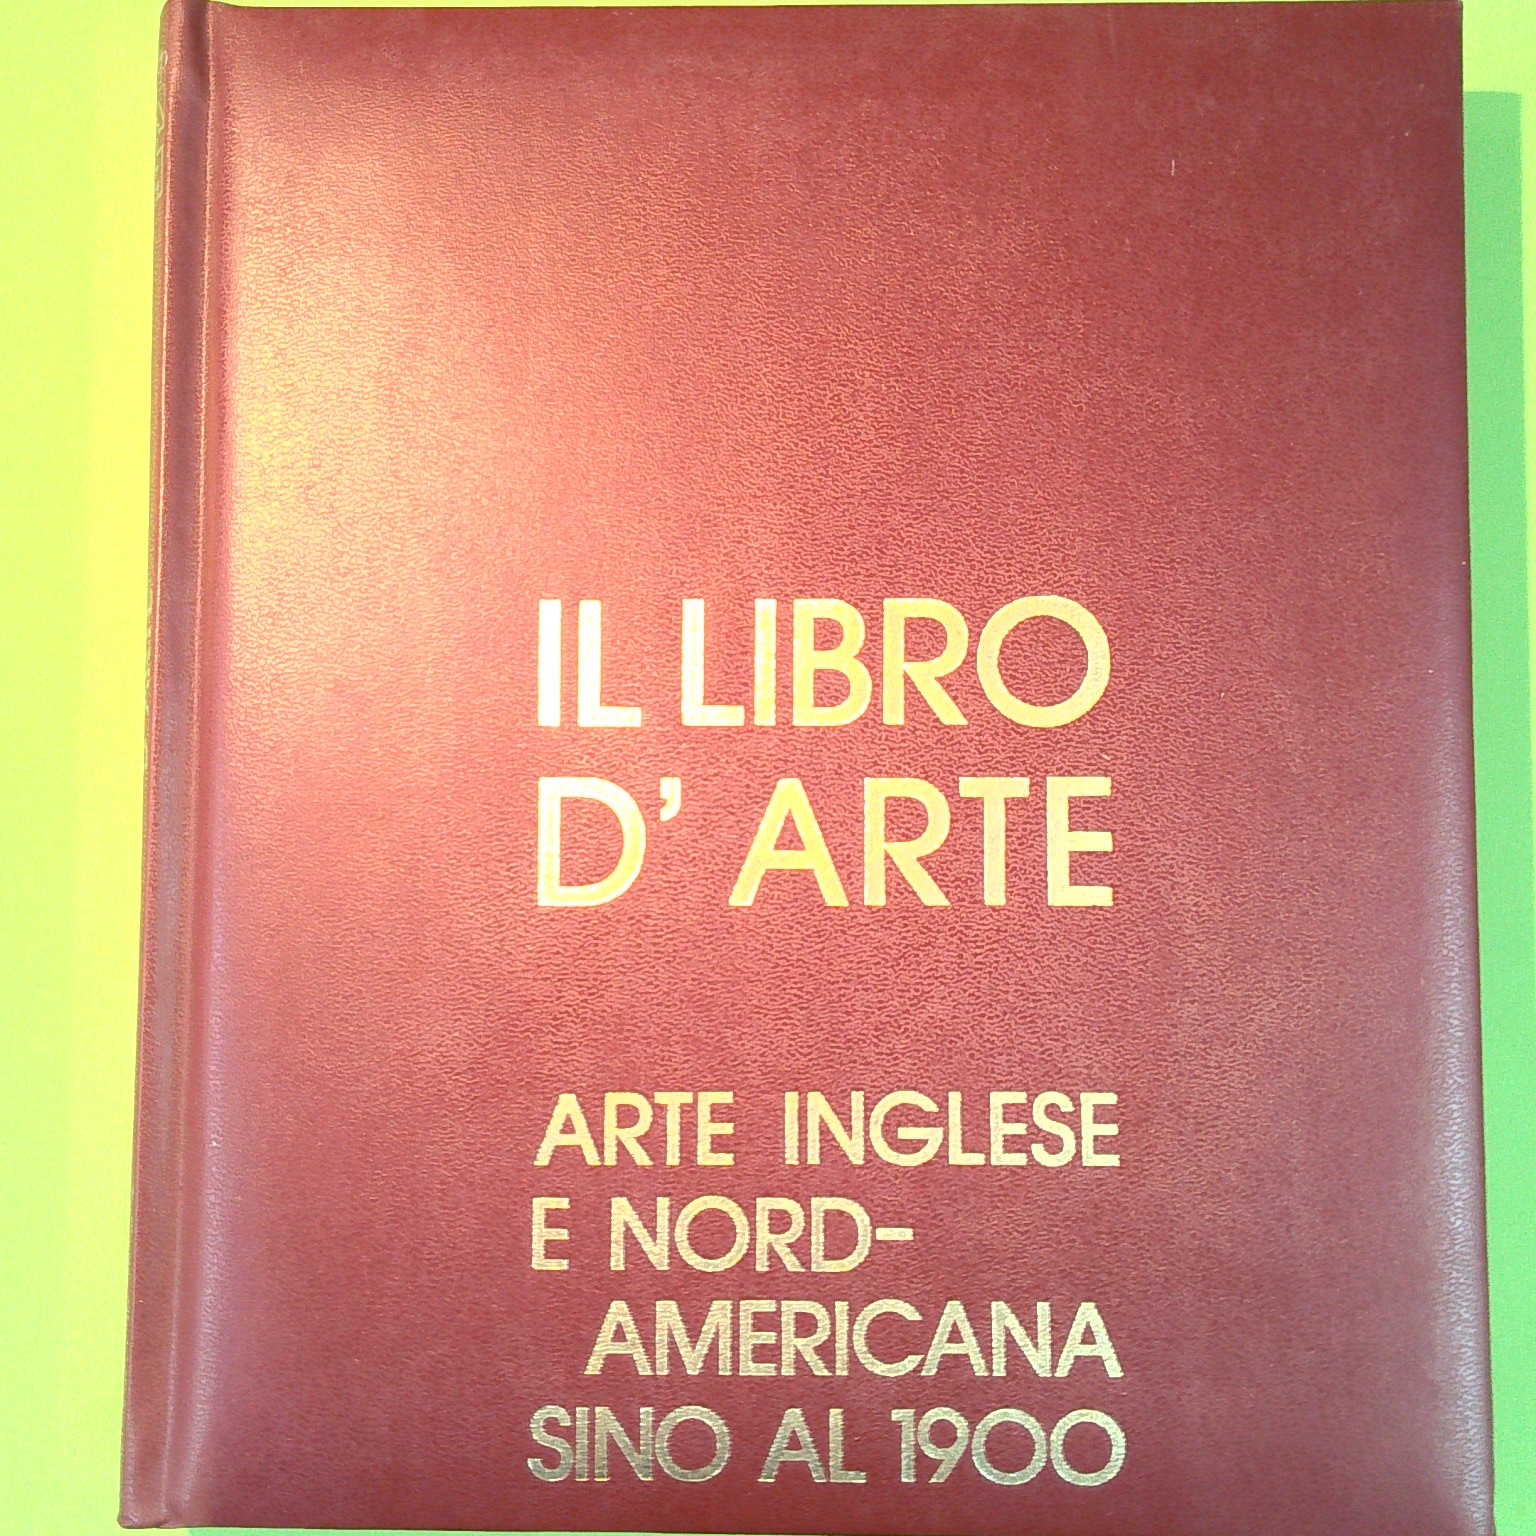 IL LIBRO
D' ARTE
ARTE INGLESE
E NORD-
AMERICANA
SINO AL 1900